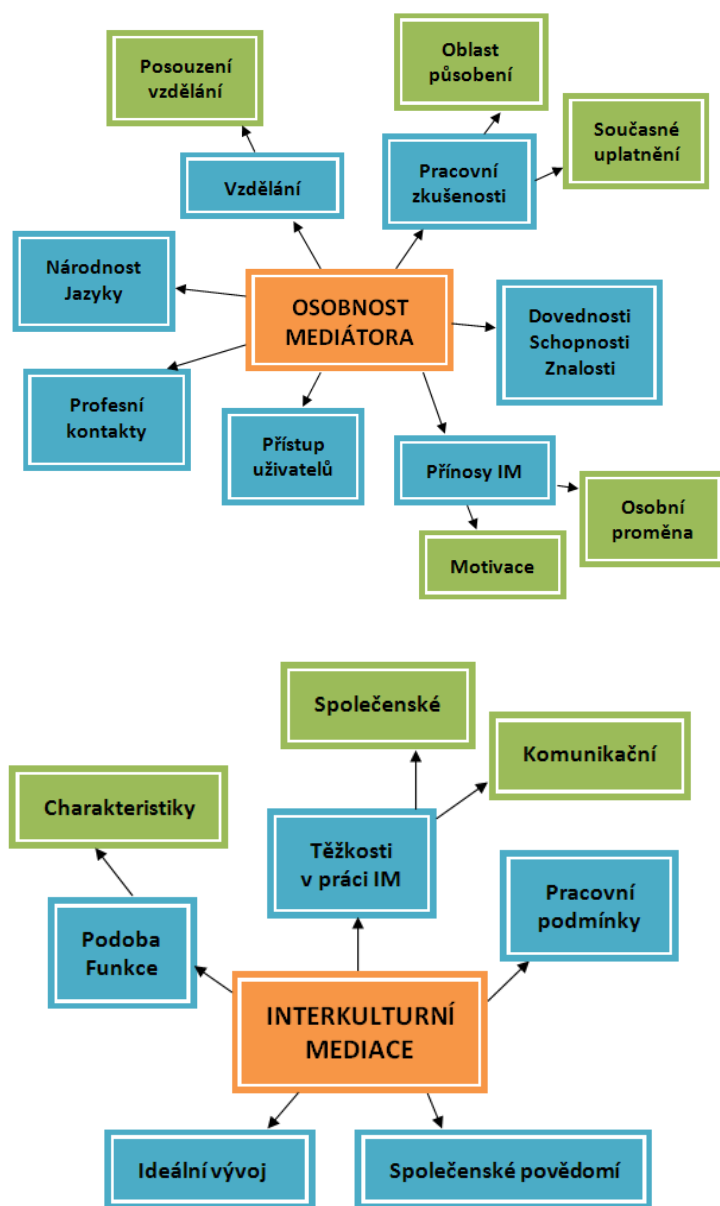 Posouzení
vzdělání
Oblast
působení
Současné
uplatnění
Vzdělání
Pracovní
zkušenosti
Národnost
Jazyky
OSOBNOST
MEDIÁTORA
Dovednosti
Schopnosti
Znalosti
Profesní
kontakty
Přístup
uživatelů
Přínosy IM
Osobní
proměna
Motivace
Společenské
Komunikační
Charakteristiky
Těžkosti
v práci IM
Pracovní
podmínky
Podoba
Funkce
INTERKULTURNÍ
MEDIACE
Ideální vývoj
Společenské povědomí